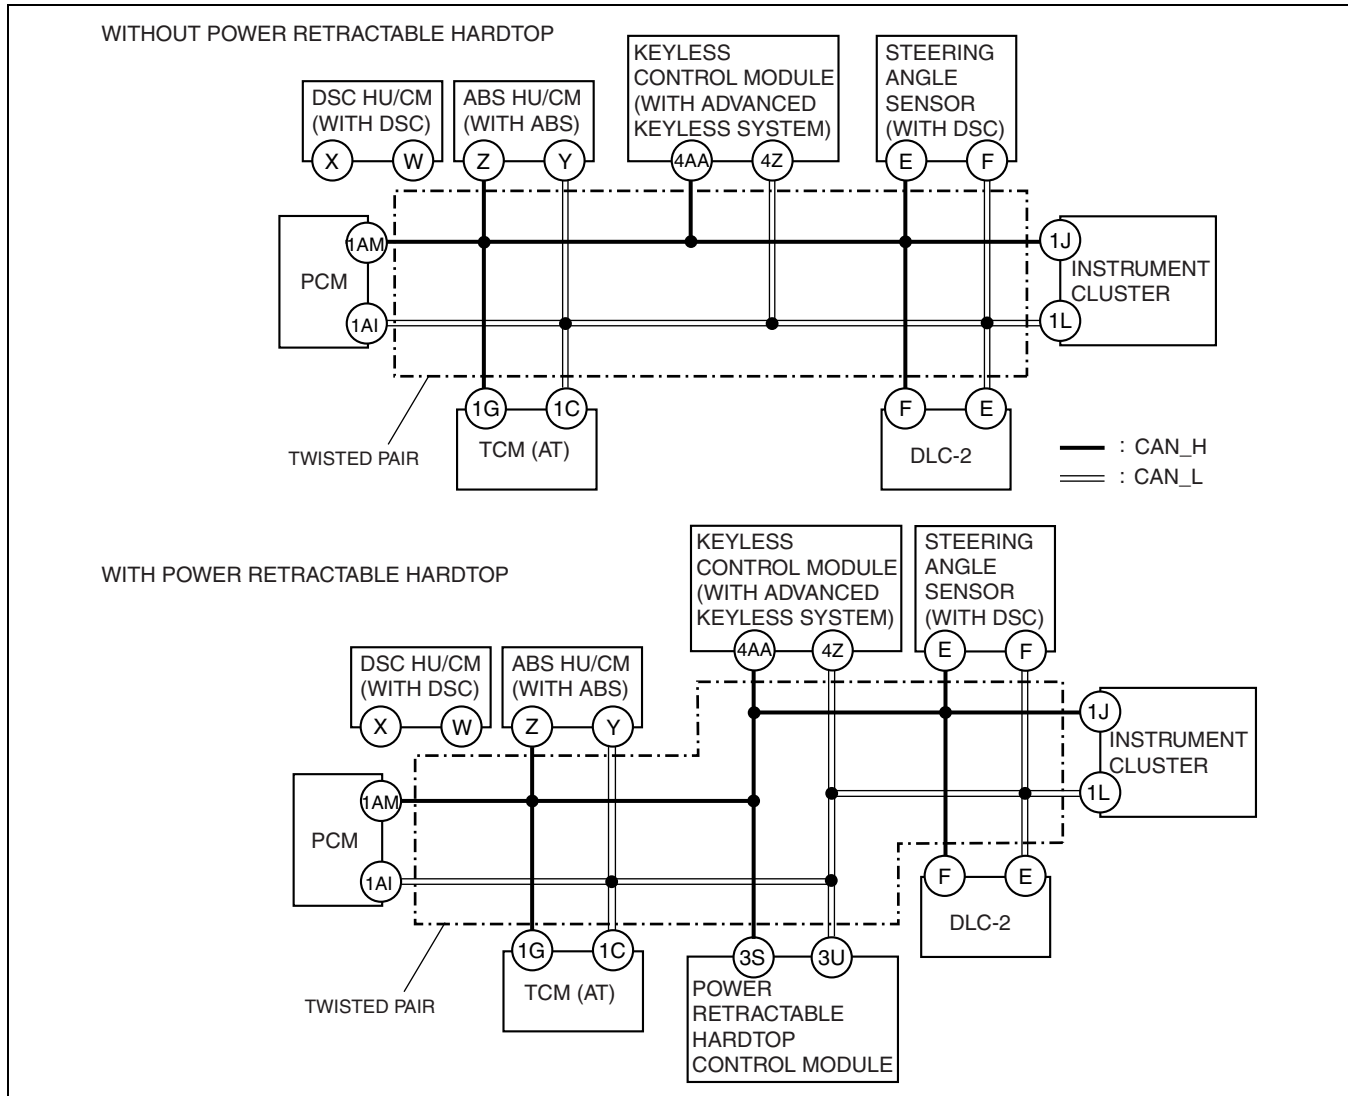 WITHOUT POWER RETRACTABLE HARDTOP
DSC HU/CM
(WITH DSC)
X
W
ABS HU/CM
(WITH ABS)
Z
Y
KEYLESS
CONTROL MODULE
(WITH ADVANCED
KEYLESS SYSTEM)
4AA
4Z
STEERING
ANGLE
SENSOR
(WITH DSC)
E
F
PCM
1AM
1AI
1J
1L
INSTRUMENT
CLUSTER
TWISTED PAIR
1G
1C
TCM (AT)
F
E
DLC-2
: CAN_H
: CAN_L
WITH POWER RETRACTABLE HARDTOP
DSC HU/CM
(WITH DSC)
X
W
ABS HU/CM
(WITH ABS)
Z
Y
KEYLESS
CONTROL MODULE
(WITH ADVANCED
KEYLESS SYSTEM)
4AA
4Z
STEERING
ANGLE
SENSOR
(WITH DSC)
E
F
PCM
1AM
1AI
1J
1L
INSTRUMENT
CLUSTER
TWISTED PAIR
1G
1C
TCM (AT)
3S
3U
POWER
RETRACTABLE
HARDTOP
CONTROL MODULE
F
E
DLC-2